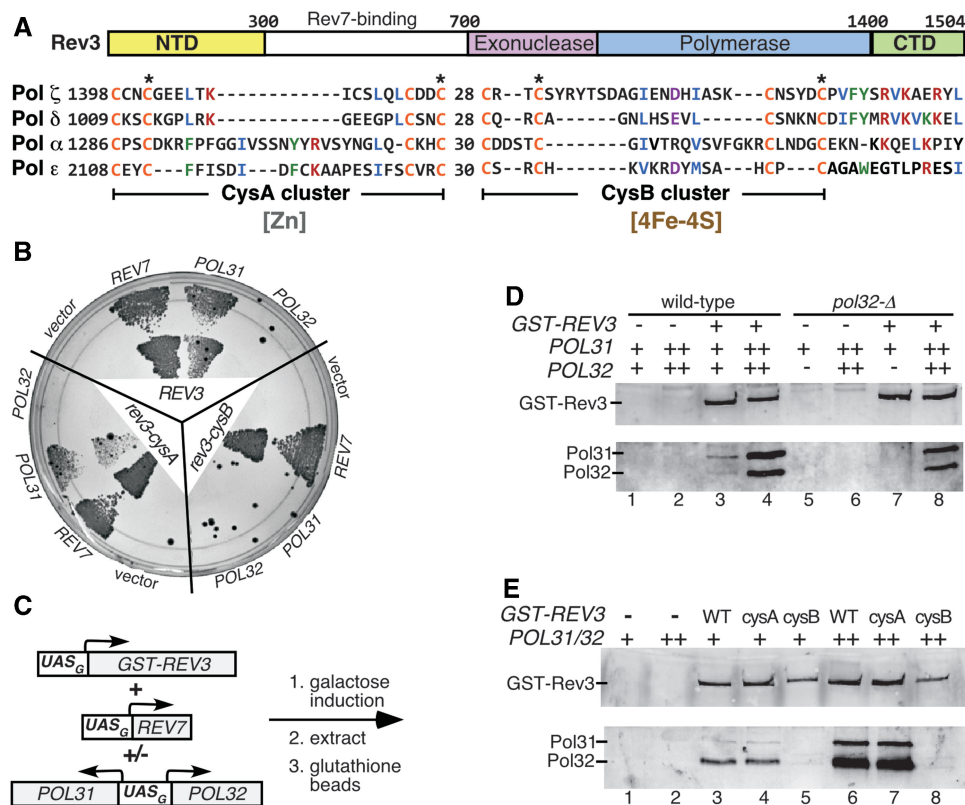 A
300 Rev7-binding 700 1400 1504
Rev3 NTD Exonuclease Polymerase CTD
* * * *
Pol ζ 1398 CCNCGEELTK-------------ICSLQLCDDC 28 CR--TCSYRYTSDAGIENDHIASK---CNSYDCPVFYSRVKAERYL
Pol δ 1009 CKSCKGPLRK-------------GEEGPLCSNC 28 CQ--RCA------GNLHSEVL------CSNKNCDIFYMRVKVKKEL
Pol α 1286 CPSCDKRFPFGGIVSSNYYRVSYNGLQ-CKHC 30 CDDSTC-------GIVTRQVSVFGKRCLNDGCEKN-KKQELKPIY
Pol ε 2108 CEYC---FFISDI---DFCKAAPESIFSCVRC 30 CS--RCH------KVKRDYMSA----HCP--CAGAWEGTLPRESI
CysA cluster CysB cluster
[Zn] [4Fe-4S]
B
vector
REV7
POL31
POL32
vector
REV7
POL31
POL32
vector
REV7
POL31
POL32
REV3
rev3-cysA
rev3-cysB
C
UASG GST-REV3
+
UASG REV7
+/-
POL31 UASG POL32
1. galactose
induction
2. extract
3. glutathione
beads
D
wild-type pol32-Δ
GST-REV3 - - + + - - + +
POL31 + ++ + ++ + ++ + ++
POL32 + ++ + ++ - ++ - ++
GST-Rev3
Pol31
Pol32
1 2 3 4 5 6 7 8
E
GST-REV3 - - WT cysA cysB WT cysA cysB
POL31/32 + ++ + + + ++ ++ ++
GST-Rev3
Pol31
Pol32
1 2 3 4 5 6 7 8